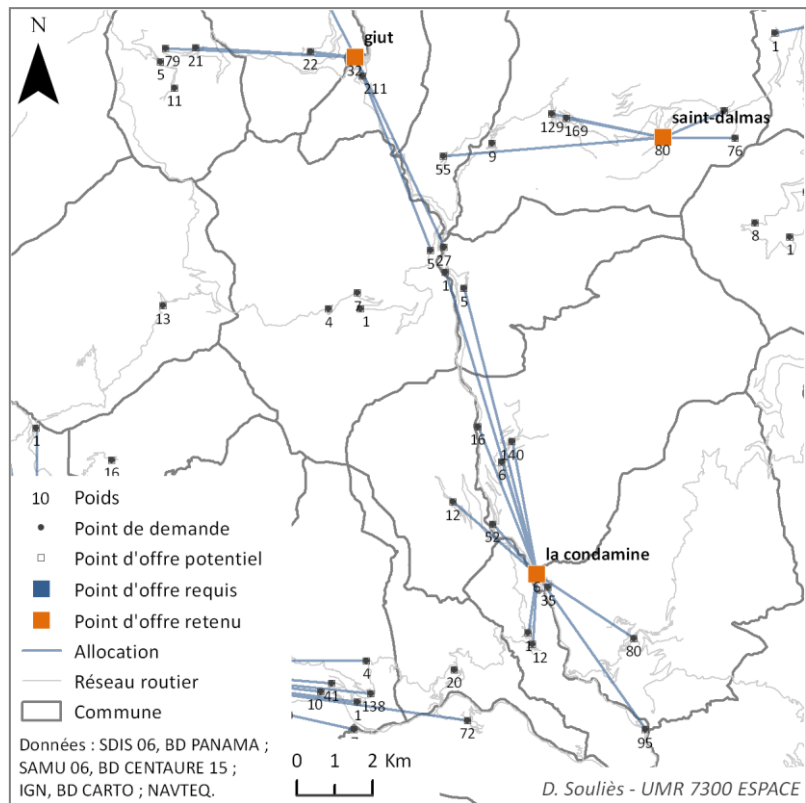 N
giut
79
21
22
32
5
211
11
saint-dalmas
129
169
80
76
1
9
55
8
1
5
27
1
5
7
4
1
13
1
16
16
140
6
12
52
la condamine
6
35
1
12
80
4
20
41
10
138
1
72
95
10 Poids
Point de demande
Point d'offre potentiel
Point d'offre requis
Point d'offre retenu
Allocation
Réseau routier
Commune
Données : SDIS 06, BD PANAMA ;
SAMU 06, BD CENTAURE 15 ;
IGN, BD CARTO ; NAVTEQ.
0 1 2 Km
D. Souliès - UMR 7300 ESPACE